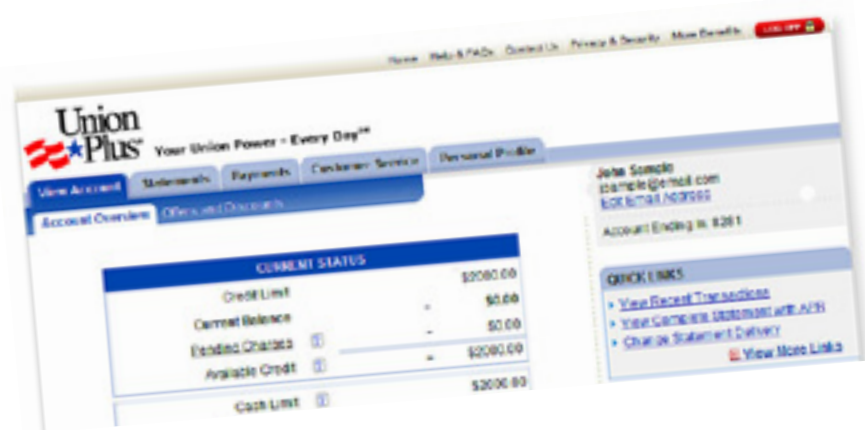 Home Help & FAQs Contact Us Privacy & Security More Benefits LOG OFF
Union
Plus Your Union Power - Every Day℠
View Account Statements Payments Customer Service Personal Profile
Account Overview Offers and Discounts
John Sample
jsample@email.com
Edit Email Address
Account Ending in: 8281
CURRENT STATUS
Credit Limit $2000.00
Current Balance - $0.00
Pending Charges - $0.00
Available Credit = $2000.00
Cash Limit $2000.00
QUICK LINKS
View Recent Transactions
View Complete Statement with APR
Change Statement Delivery
View More Links